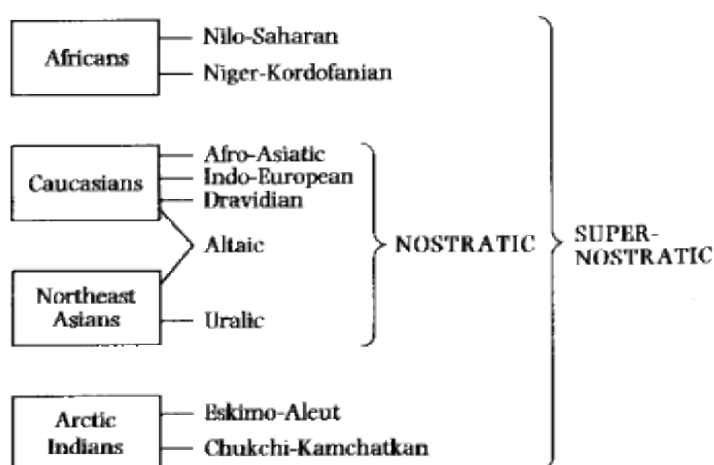 Africans
Nilo-Saharan
Niger-Kordofanian
Caucasians
Afro-Asiatic
Indo-European
Dravidian
Altaic
Northeast
Asians
Uralic
NOSTRATIC
SUPER-
NOSTRATIC
Arctic
Indians
Eskimo-Aleut
Chukchi-Kamchatkan